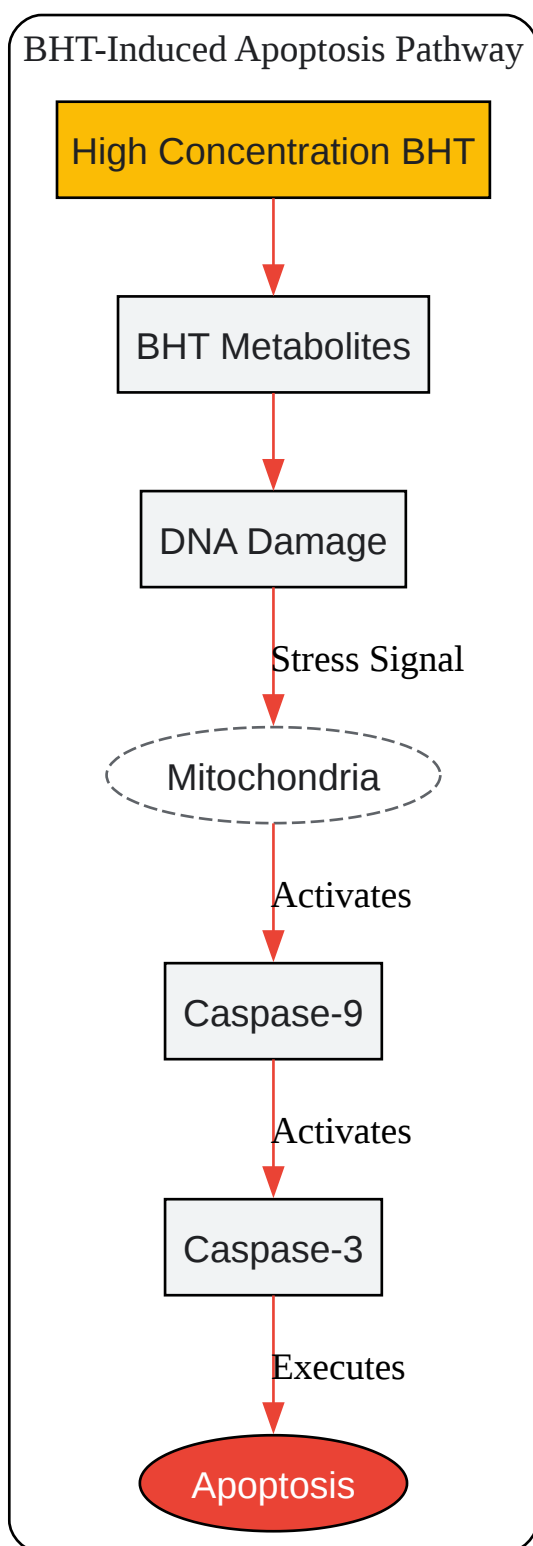 BHT-Induced Apoptosis Pathway
High Concentration BHT
BHT Metabolites
DNA Damage
Stress Signal
Mitochondria
Activates
Caspase-9
Activates
Caspase-3
Executes
Apoptosis